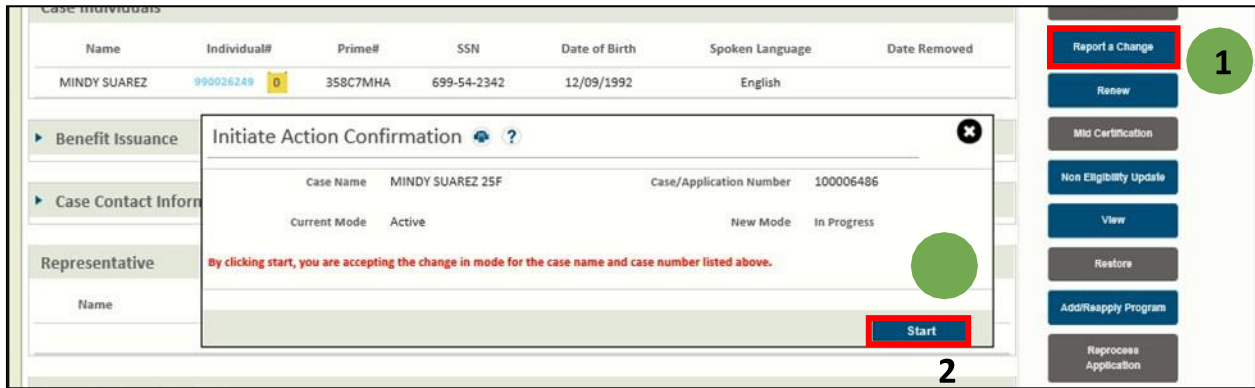 Case Individuals
Name Individual# Prime# SSN Date of Birth Spoken Language Date Removed
MINDY SUAREZ 990026249 0 358C7MHA 699-54-2342 12/09/1992 English
Benefit Issuance
Case Contact Inforn
Representative
Name
Initiate Action Confirmation ?
Case Name MINDY SUAREZ 25F Case/Application Number 100006486
Current Mode Active New Mode In Progress
By clicking start, you are accepting the change in mode for the case name and case number listed above.
Start
2
Report a Change
1
Renew
Mid Certification
Non Eligibility Update
View
Restore
Add/Reapply Program
Reprocess
Application